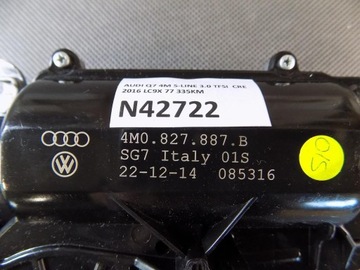 AUDI Q7 4M S-LINE 3.0 TFSI CRE
2016 LC9X 77 335KM
N42722
4M0.827.887.B
SG7 Italy 01S
22-12-14 085316